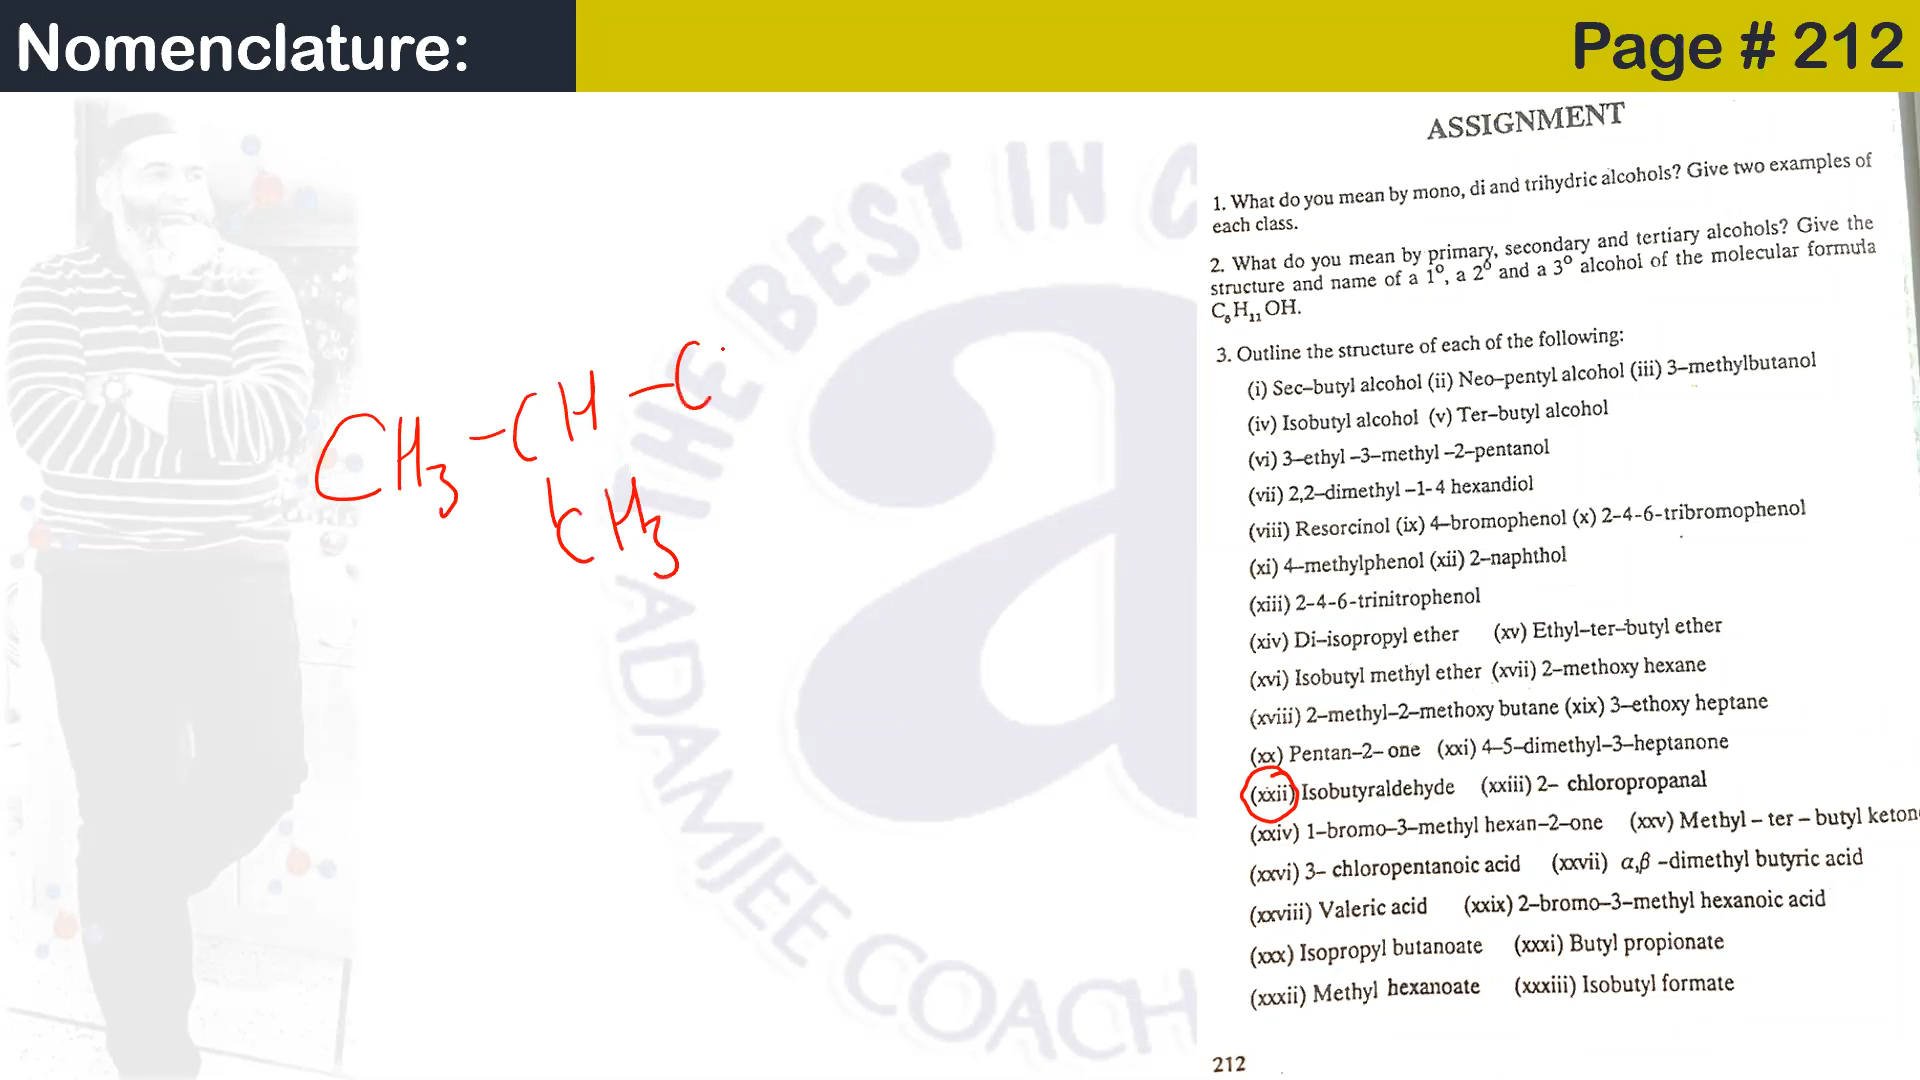 Nomenclature:
Page # 212
ASSIGNMENT
1. What do you mean by mono, di and trihydric alcohols? Give two examples of
each class.
2. What do you mean by primary, secondary and tertiary alcohols? Give the
structure and name of a 1°, a 2° and a 3° alcohol of the molecular formula
C₅H₁₁OH.
3. Outline the structure of each of the following:
(i) Sec–butyl alcohol (ii) Neo–pentyl alcohol (iii) 3–methylbutanol
(iv) Isobutyl alcohol (v) Ter–butyl alcohol
(vi) 3–ethyl –3–methyl –2–pentanol
(vii) 2,2–dimethyl –1- 4 hexandiol
(viii) Resorcinol (ix) 4–bromophenol (x) 2-4-6-tribromophenol
(xi) 4–methylphenol (xii) 2–naphthol
(xiii) 2-4-6-trinitrophenol
(xiv) Di–isopropyl ether (xv) Ethyl–ter–butyl ether
(xvi) Isobutyl methyl ether (xvii) 2–methoxy hexane
(xviii) 2–methyl–2–methoxy butane (xix) 3–ethoxy heptane
(xx) Pentan–2– one (xxi) 4–5–dimethyl–3–heptanone
(xxii) Isobutyraldehyde (xxiii) 2– chloropropanal
(xxiv) 1–bromo–3–methyl hexan–2–one (xxv) Methyl – ter – butyl keton
(xxvi) 3– chloropentanoic acid (xxvii) α,β –dimethyl butyric acid
(xxviii) Valeric acid (xxix) 2–bromo–3–methyl hexanoic acid
(xxx) Isopropyl butanoate (xxxi) Butyl propionate
(xxxii) Methyl hexanoate (xxxiii) Isobutyl formate
212
CH₃ – CH – C
CH₃
THE BEST IN C
ADAMJEE COACH
a